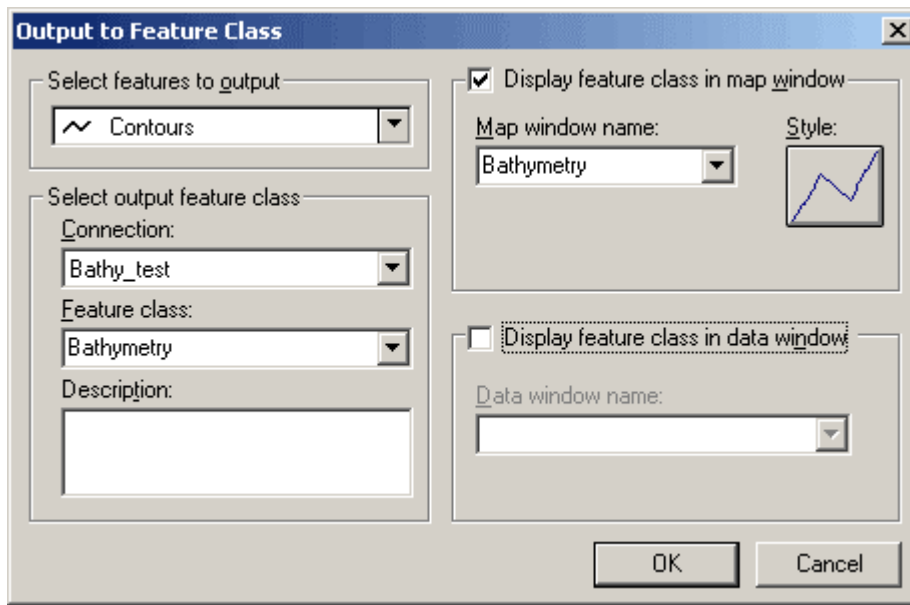 Output to Feature Class
Select features to output
Contours
Select output feature class
Connection:
Bathy_test
Feature class:
Bathymetry
Description:
Display feature class in map window
Map window name:
Style:
Bathymetry
Display feature class in data window
Data window name:
OK
Cancel